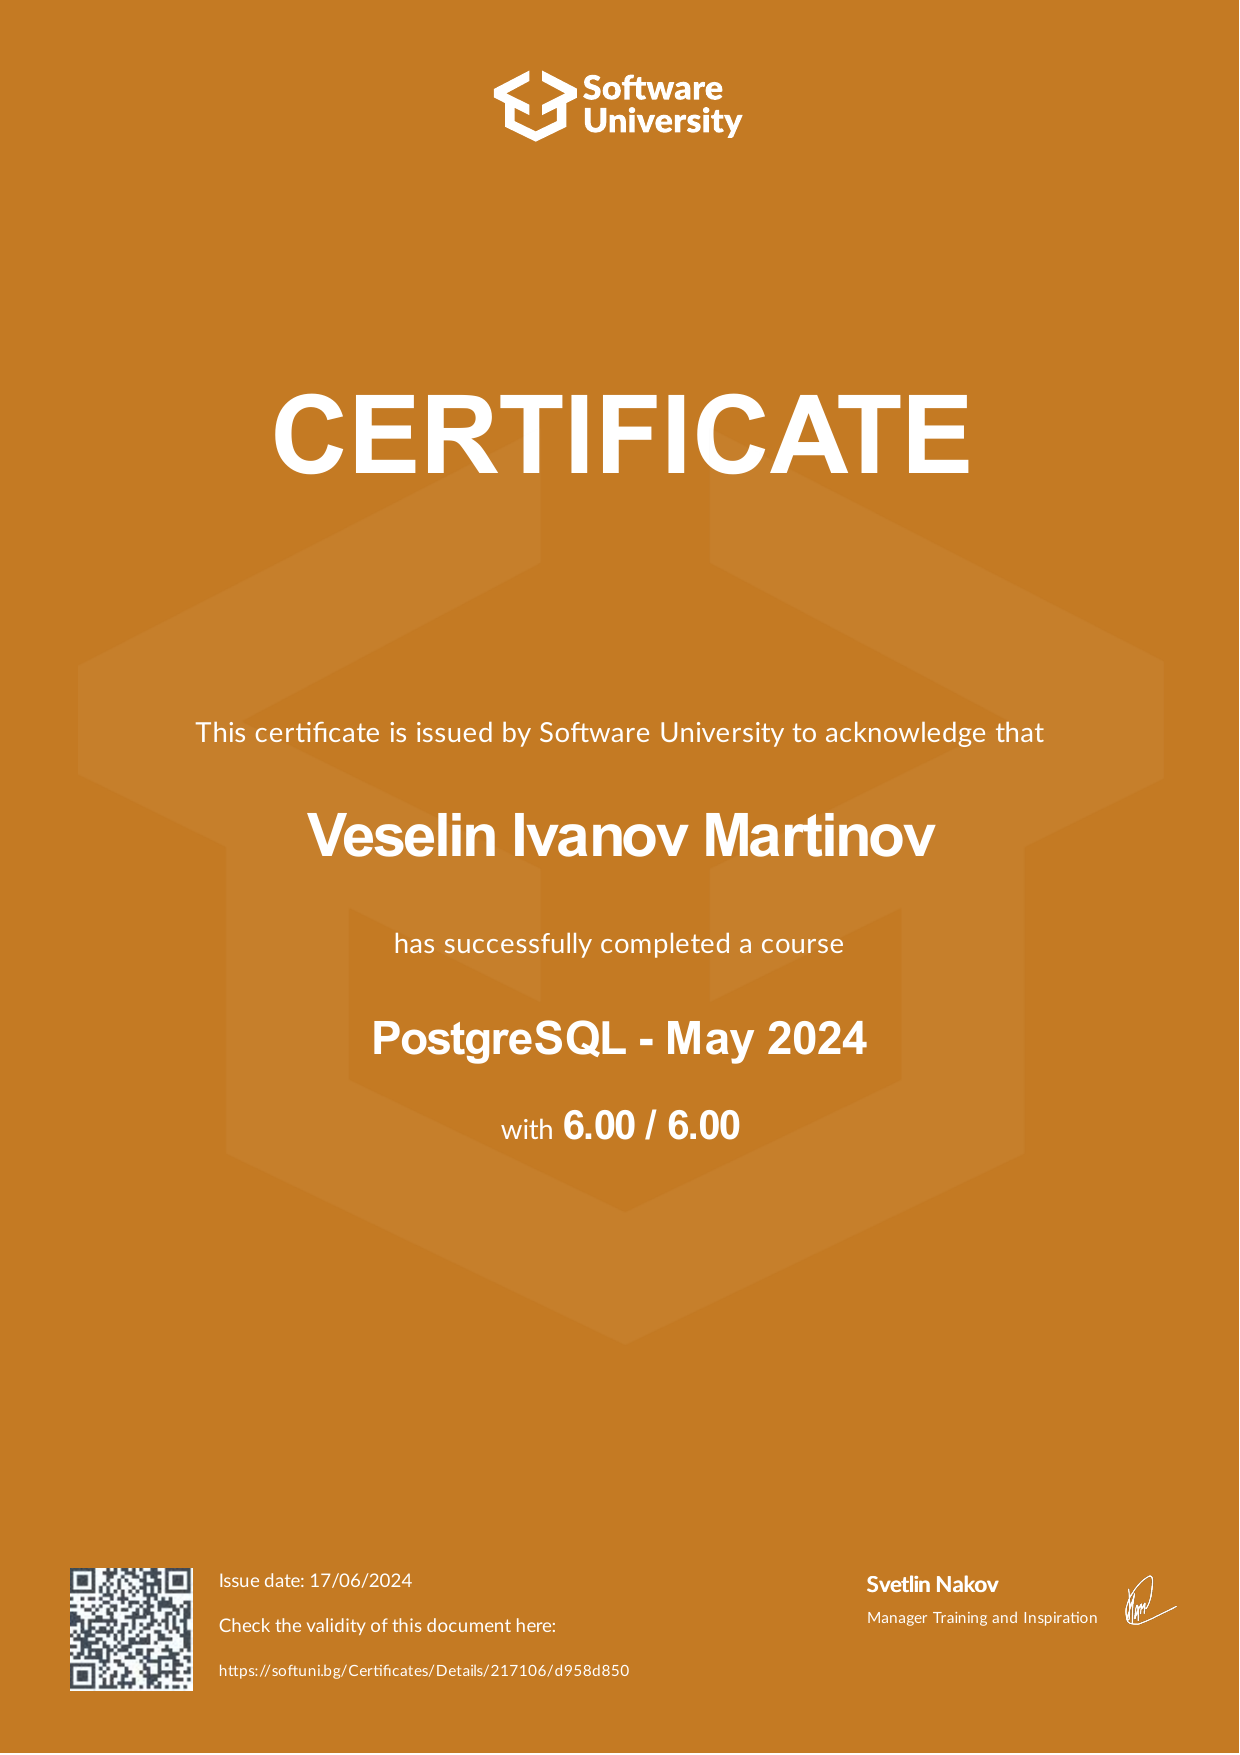 Software
University
CERTIFICATE
This certificate is issued by Software University to acknowledge that
Veselin Ivanov Martinov
has successfully completed a course
PostgreSQL - May 2024
with 6.00 / 6.00
Issue date: 17/06/2024
Check the validity of this document here:
https://softuni.bg/Certificates/Details/217106/d958d850
Svetlin Nakov
Manager Training and Inspiration